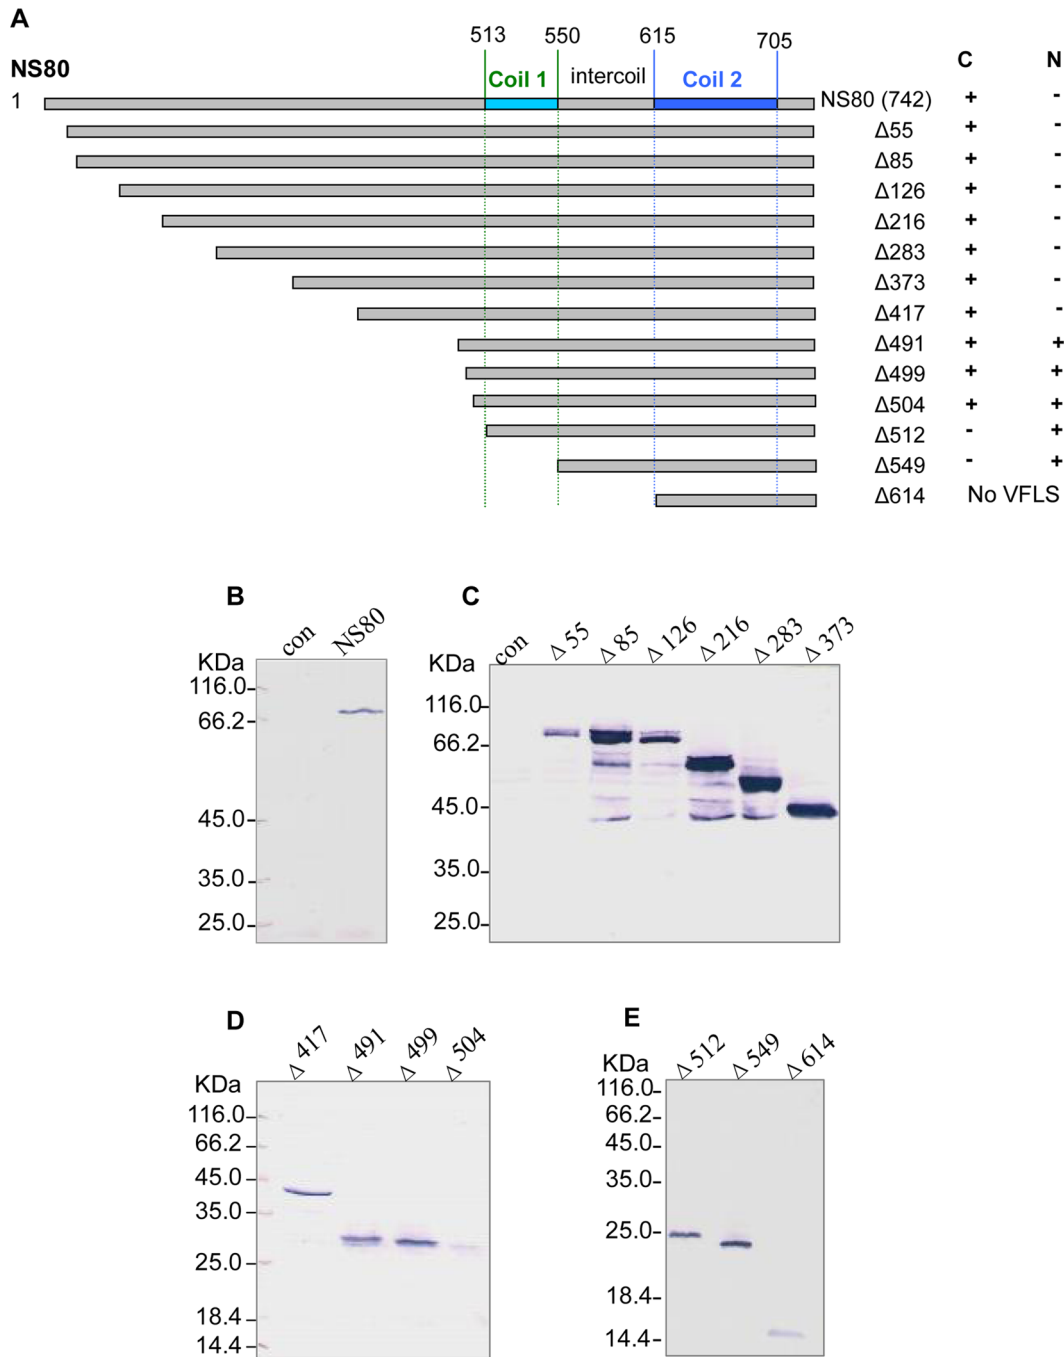 A
513 550 615 705
C N
NS80
Coil 1 intercoil Coil 2
1 NS80 (742) + -
Δ55 + -
Δ85 + -
Δ126 + -
Δ216 + -
Δ283 + -
Δ373 + -
Δ417 + -
Δ491 + +
Δ499 + +
Δ504 + +
Δ512 - +
Δ549 - +
Δ614 No VFLS
B
con NS80
KDa
116.0
66.2
45.0
35.0
25.0
C
con Δ55 Δ85 Δ126 Δ216 Δ283 Δ373
KDa
116.0
66.2
45.0
35.0
25.0
D
Δ417 Δ491 Δ499 Δ504
KDa
116.0
66.2
45.0
35.0
25.0
18.4
14.4
E
Δ512 Δ549 Δ614
KDa
116.0
66.2
45.0
35.0
25.0
18.4
14.4